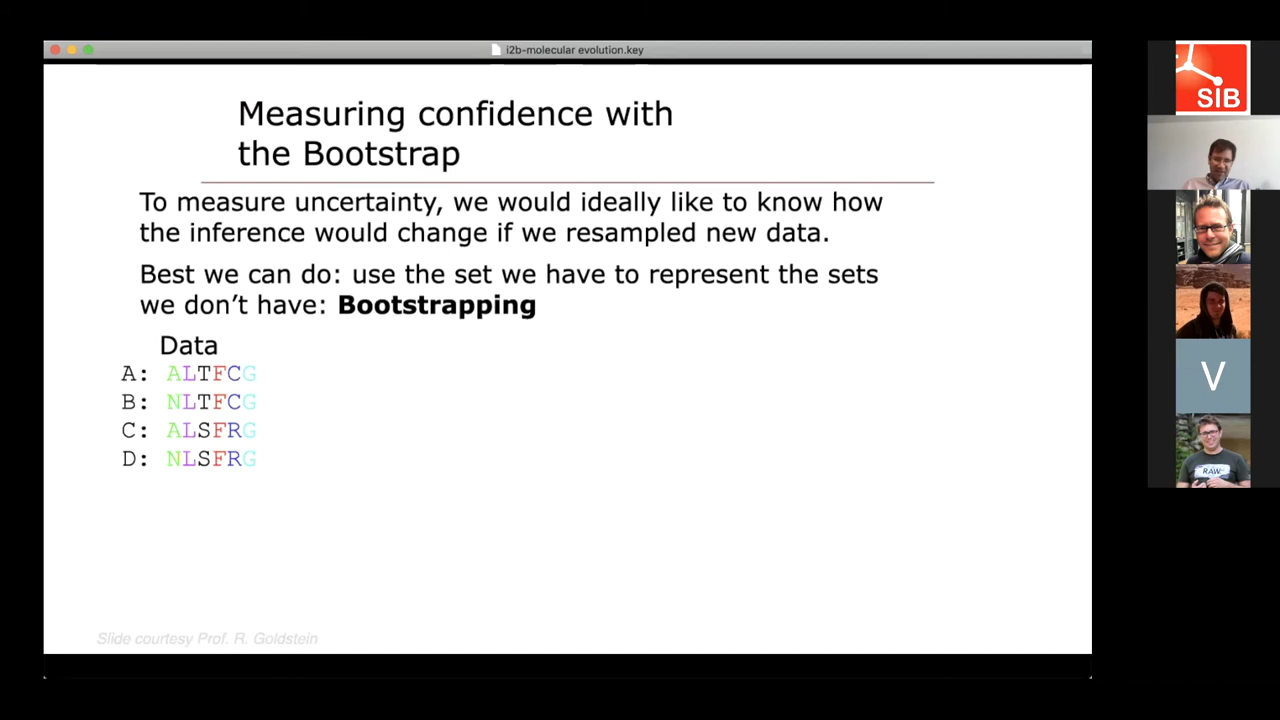 i2b-molecular evolution.key
Measuring confidence with
the Bootstrap
To measure uncertainty, we would ideally like to know how
the inference would change if we resampled new data.
Best we can do: use the set we have to represent the sets
we don’t have: Bootstrapping
Data
A: ALTFCG
B: NLTFCG
C: ALSFRG
D: NLSFRG
Slide courtesy Prof. R. Goldstein
SIB
V
RAW